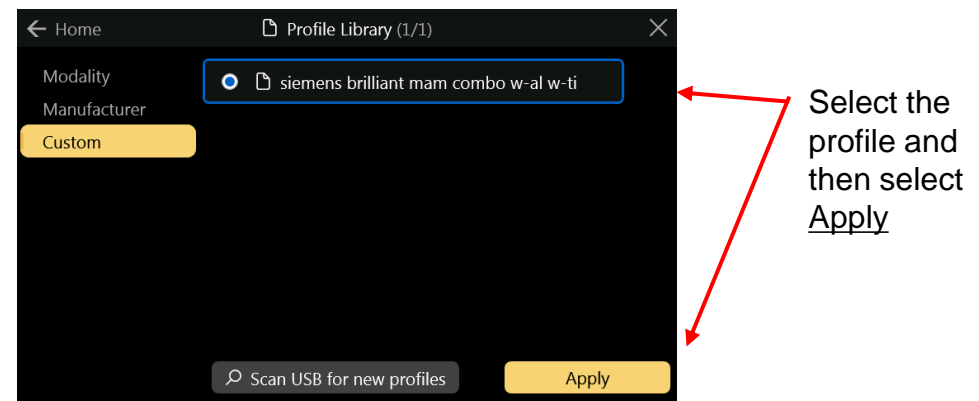 Home
Profile Library (1/1)
Modality
Manufacturer
Custom
siemens brilliant mam combo w-al w-ti
Scan USB for new profiles
Apply
Select the
profile and
then select
Apply